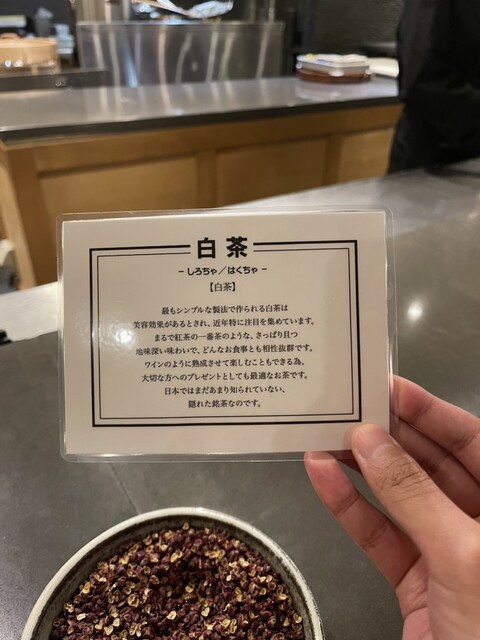 白茶
- しろちゃ／はくちゃ -
【白茶】
最もシンプルな製法で作られる白茶は
美容効果があるとされ、近年特に注目を集めています。
まるで紅茶の一番茶のような、さっぱり且つ
地味深い味わいで、どんなお食事とも相性抜群です。
ワインのように熟成させて楽しむこともできる為、
大切な方へのプレゼントとしても最適なお茶です。
日本ではまだあまり知られていない、
隠れた銘茶なのです。